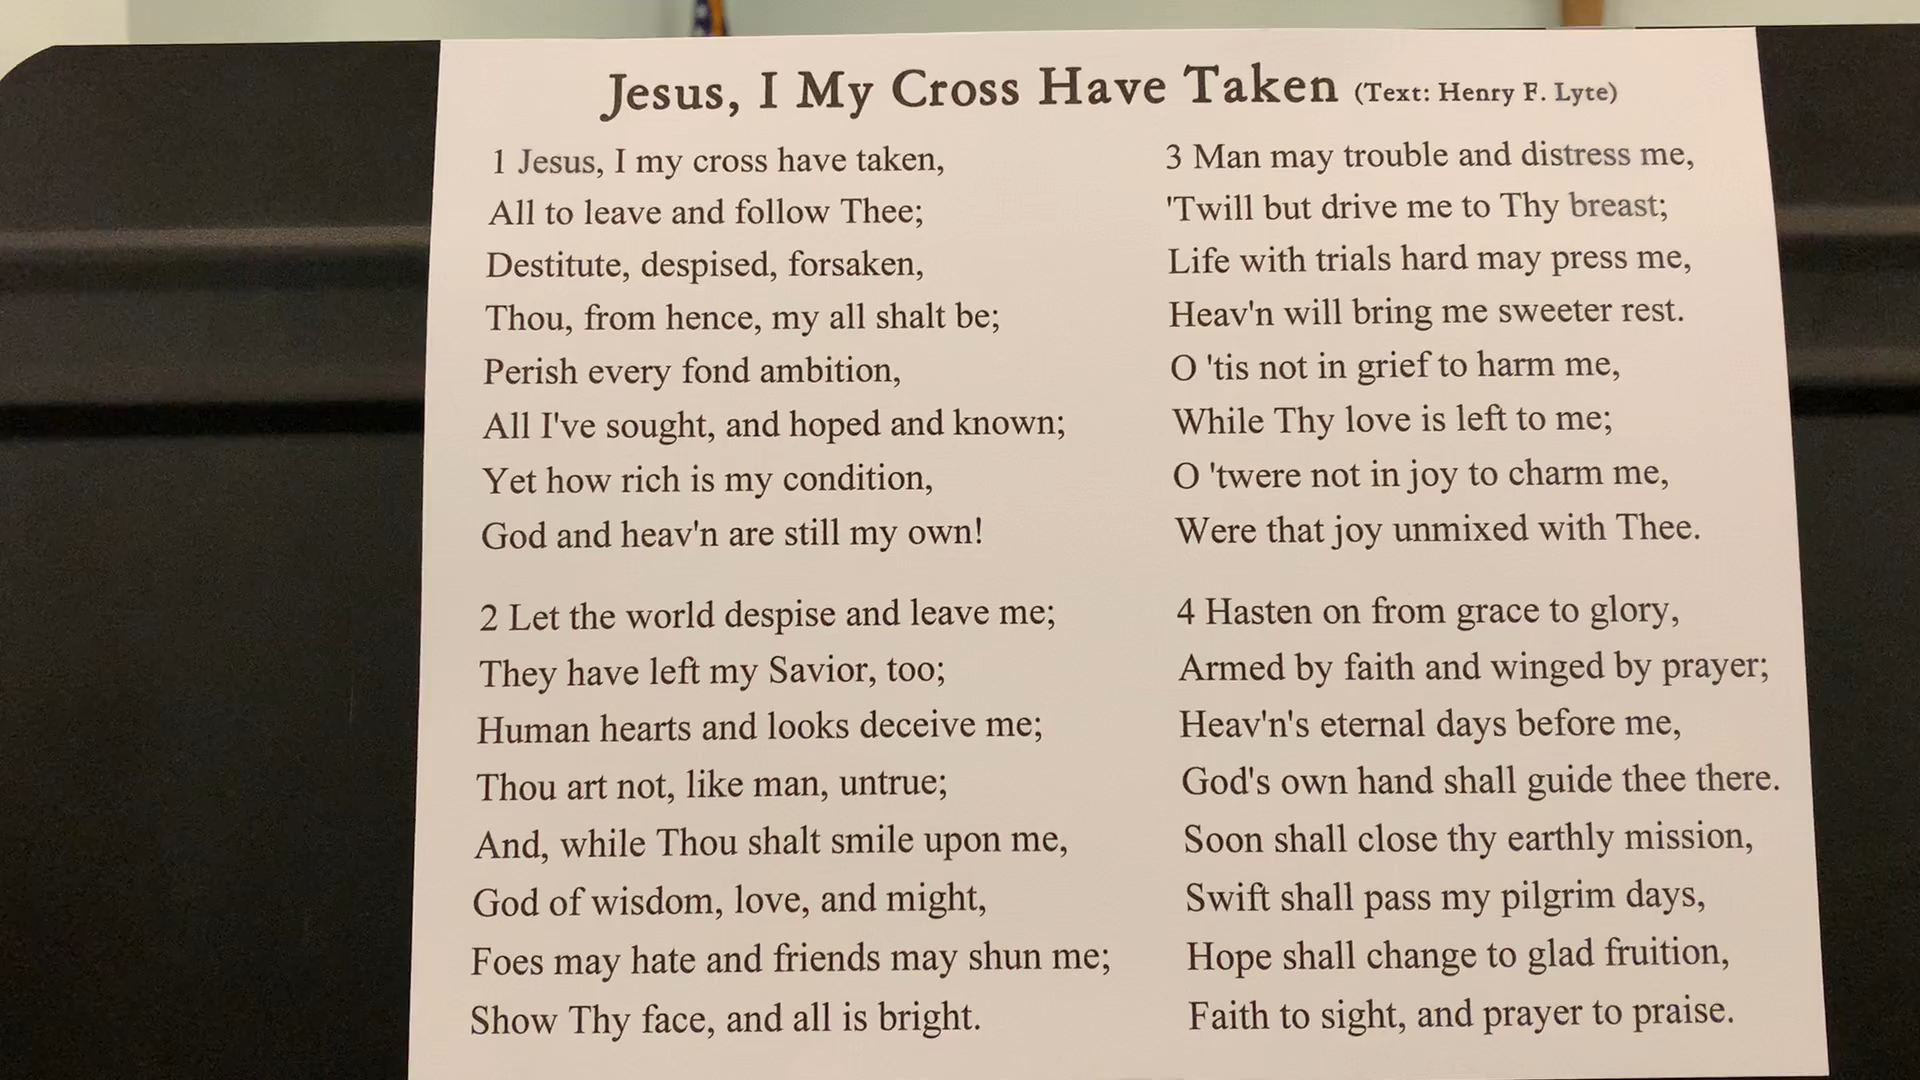 Jesus, I My Cross Have Taken (Text: Henry F. Lyte)
1 Jesus, I my cross have taken,
All to leave and follow Thee;
Destitute, despised, forsaken,
Thou, from hence, my all shalt be;
Perish every fond ambition,
All I've sought, and hoped and known;
Yet how rich is my condition,
God and heav'n are still my own!
2 Let the world despise and leave me;
They have left my Savior, too;
Human hearts and looks deceive me;
Thou art not, like man, untrue;
And, while Thou shalt smile upon me,
God of wisdom, love, and might,
Foes may hate and friends may shun me;
Show Thy face, and all is bright.
3 Man may trouble and distress me,
'Twill but drive me to Thy breast;
Life with trials hard may press me,
Heav'n will bring me sweeter rest.
O 'tis not in grief to harm me,
While Thy love is left to me;
O 'twere not in joy to charm me,
Were that joy unmixed with Thee.
4 Hasten on from grace to glory,
Armed by faith and winged by prayer;
Heav'n's eternal days before me,
God's own hand shall guide thee there.
Soon shall close thy earthly mission,
Swift shall pass my pilgrim days,
Hope shall change to glad fruition,
Faith to sight, and prayer to praise.